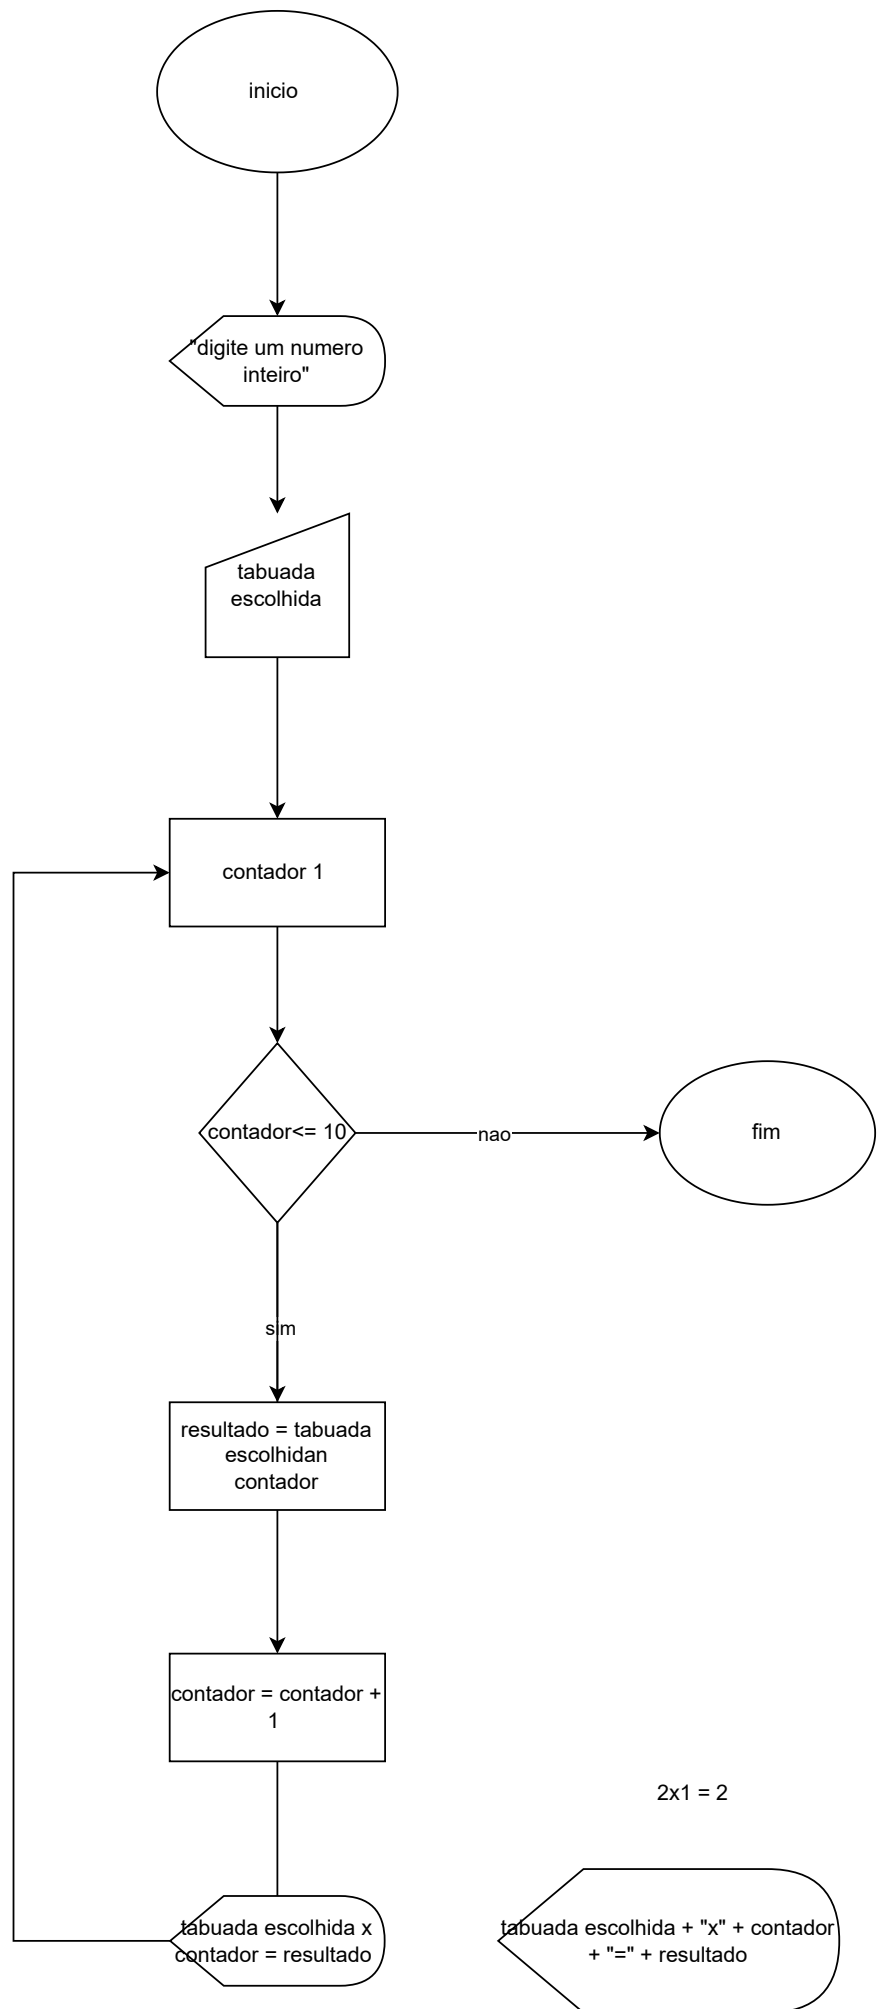 inicio
"digite um numero
inteiro"
tabuada
escolhida
contador 1
contador<= 10
nao
fim
sim
resultado = tabuada
escolhidan
contador
contador = contador +
1
2x1 = 2
tabuada escolhida x
contador = resultado
tabuada escolhida + "x" + contador
+ "=" + resultado